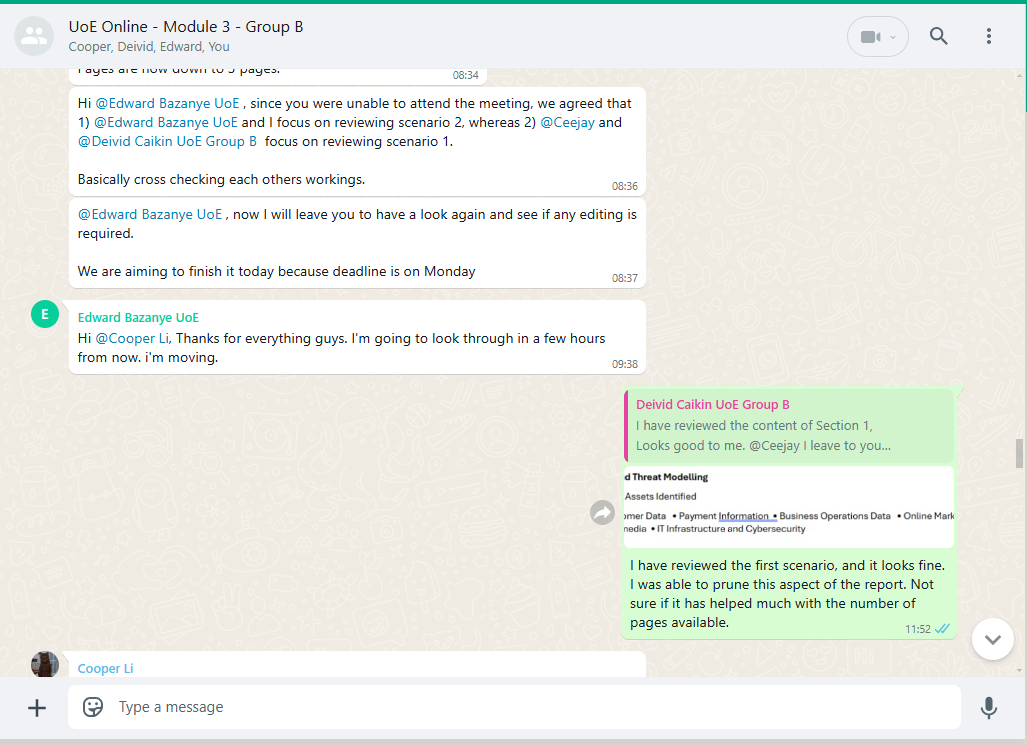 UoE Online - Module 3 - Group B
Cooper, Deivid, Edward, You
Pages are now down to 5 pages.
08:34
Hi @Edward Bazanye UoE , since you were unable to attend the meeting, we agreed that
1) @Edward Bazanye UoE and I focus on reviewing scenario 2, whereas 2) @Ceejay and
@Deivid Caikin UoE Group B  focus on reviewing scenario 1.
Basically cross checking each others workings.
08:36
@Edward Bazanye UoE , now I will leave you to have a look again and see if any editing is
required.
We are aiming to finish it today because deadline is on Monday
08:37
E
Edward Bazanye UoE
Hi @Cooper Li, Thanks for everything guys. I'm going to look through in a few hours
from now. i'm moving.
09:38
Deivid Caikin UoE Group B
I have reviewed the content of Section 1,
Looks good to me. @Ceejay I leave to you...
d Threat Modelling
Assets Identified
omer Data • Payment Information • Business Operations Data • Online Mark
media • IT Infrastructure and Cybersecurity
I have reviewed the first scenario, and it looks fine.
I was able to prune this aspect of the report. Not
sure if it has helped much with the number of
pages available.
11:52
Cooper Li
Type a message